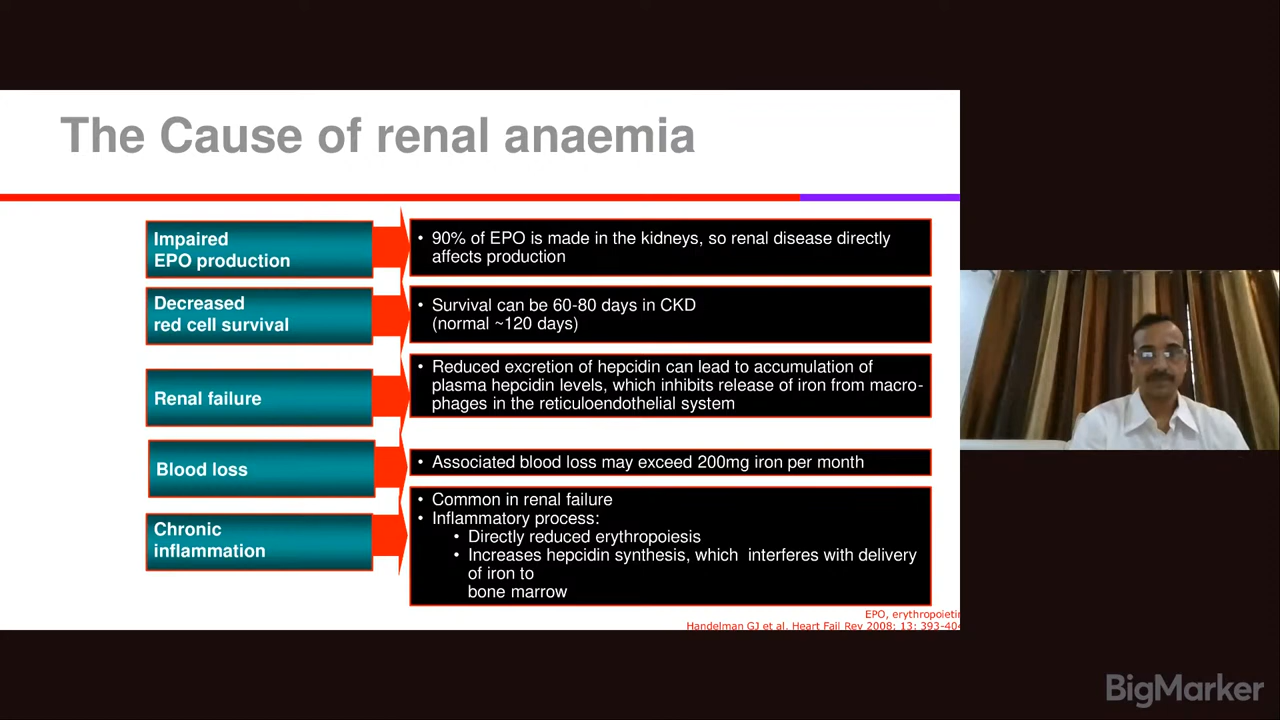 The Cause of renal anaemia
Impaired
EPO production
• 90% of EPO is made in the kidneys, so renal disease directly
affects production
Decreased
red cell survival
• Survival can be 60-80 days in CKD
(normal ~120 days)
Renal failure
• Reduced excretion of hepcidin can lead to accumulation of
plasma hepcidin levels, which inhibits release of iron from macro-
phages in the reticuloendothelial system
Blood loss
• Associated blood loss may exceed 200mg iron per month
Chronic
inflammation
• Common in renal failure
• Inflammatory process:
• Directly reduced erythropoiesis
• Increases hepcidin synthesis, which interferes with delivery
of iron to
bone marrow
EPO, erythropoietin
Handelman GJ et al. Heart Fail Rev 2008; 13: 393-404
BigMarker